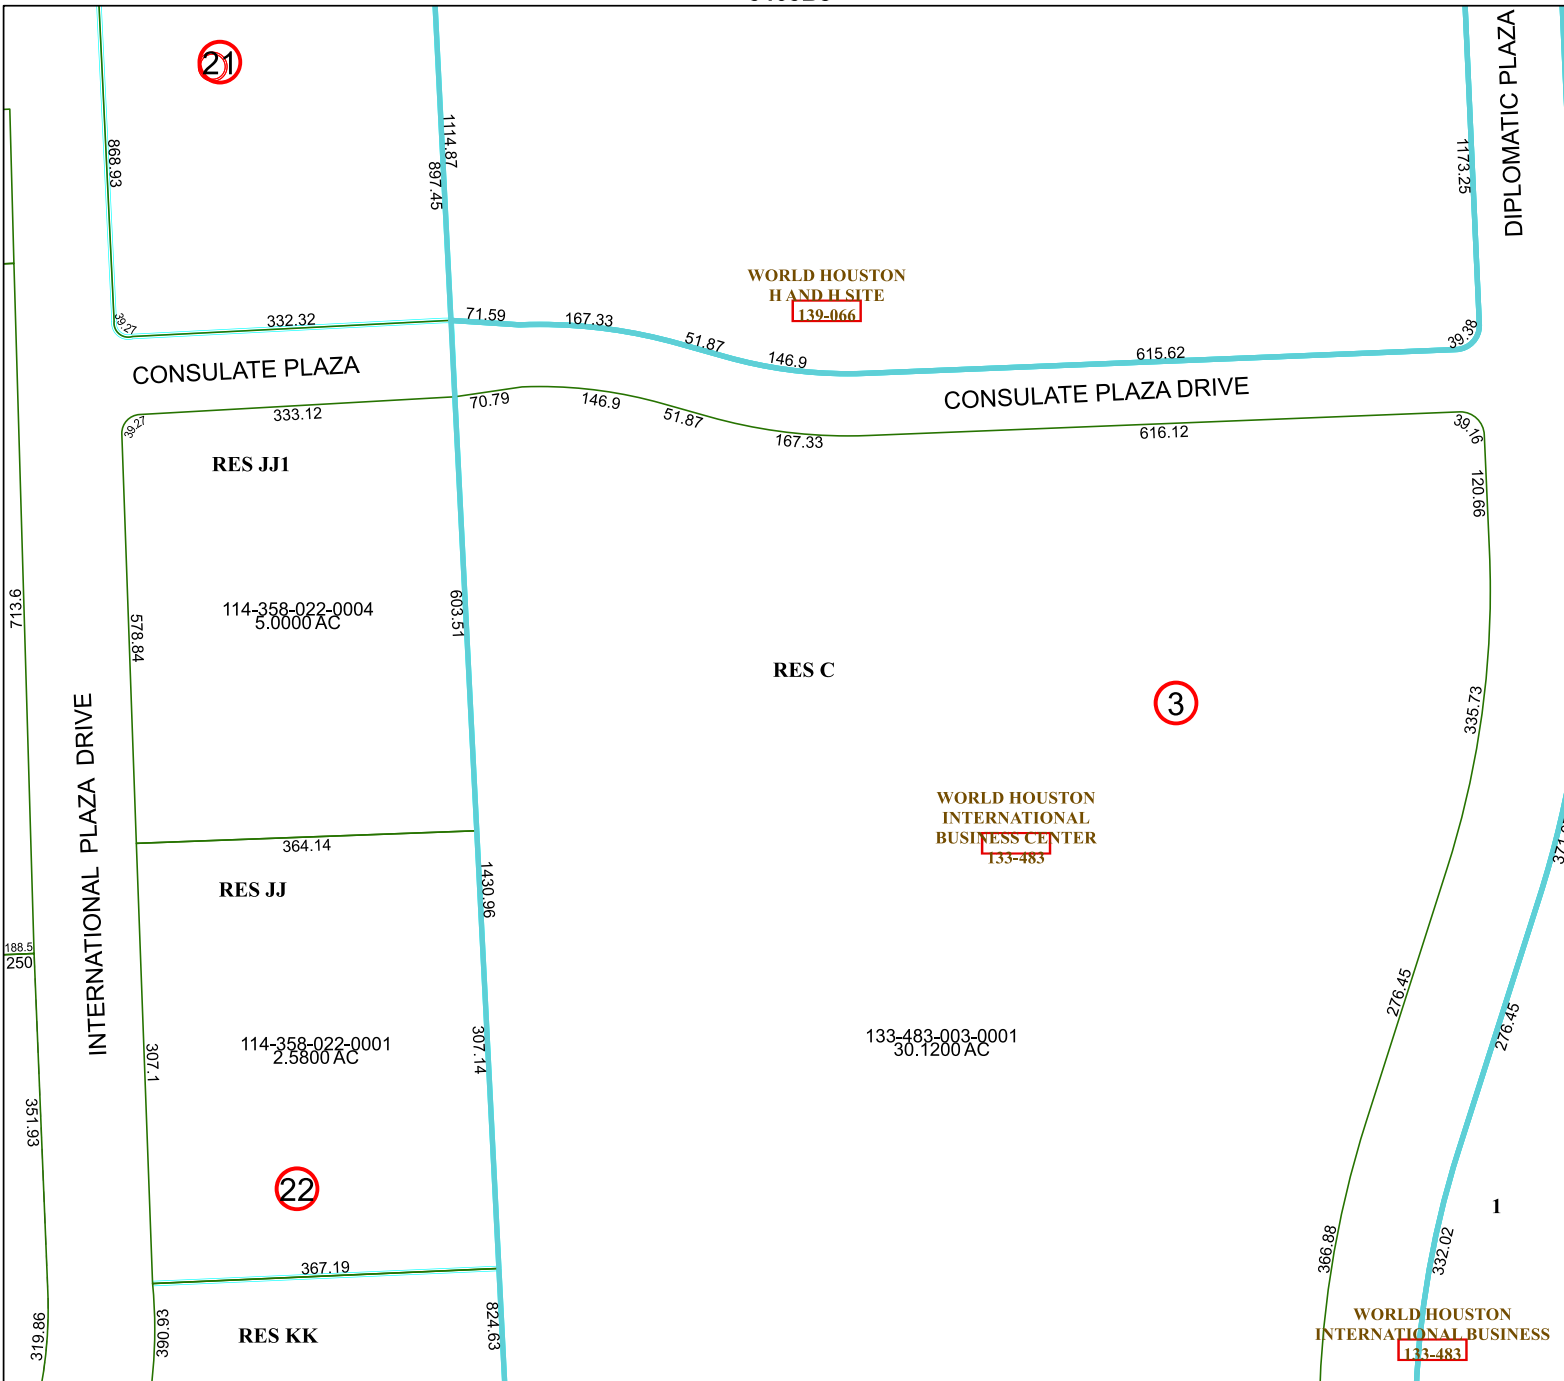 21
DIPLOMATIC PLAZA
868.93
1114.87
897.45
1173.25
WORLD HOUSTON
H AND H SITE
139-066
39.27
332.32
71.59
167.33
51.87
146.9
615.62
39.38
CONSULATE PLAZA
CONSULATE PLAZA DRIVE
39.27
333.12
70.79
146.9
51.87
167.33
616.12
39.16
RES JJ1
120.66
713.6
578.84
114-358-022-0004
5.0000 AC
603.51
RES C
3
335.73
INTERNATIONAL PLAZA DRIVE
WORLD HOUSTON
INTERNATIONAL
BUSINESS CENTER
133-483
364.14
RES JJ
1430.96
188.5
250
276.45
276.45
114-358-022-0001
2.5800 AC
307.1
307.14
133-483-003-0001
30.1200 AC
351.93
22
1
366.88
332.02
367.19
319.86
390.93
RES KK
824.63
WORLD HOUSTON
INTERNATIONAL BUSINESS
133-483